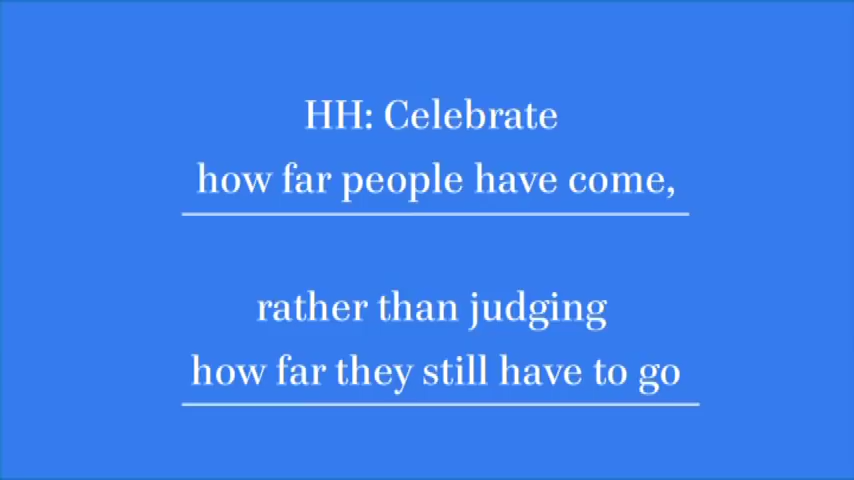 HH: Celebrate
how far people have come,
rather than judging
how far they still have to go